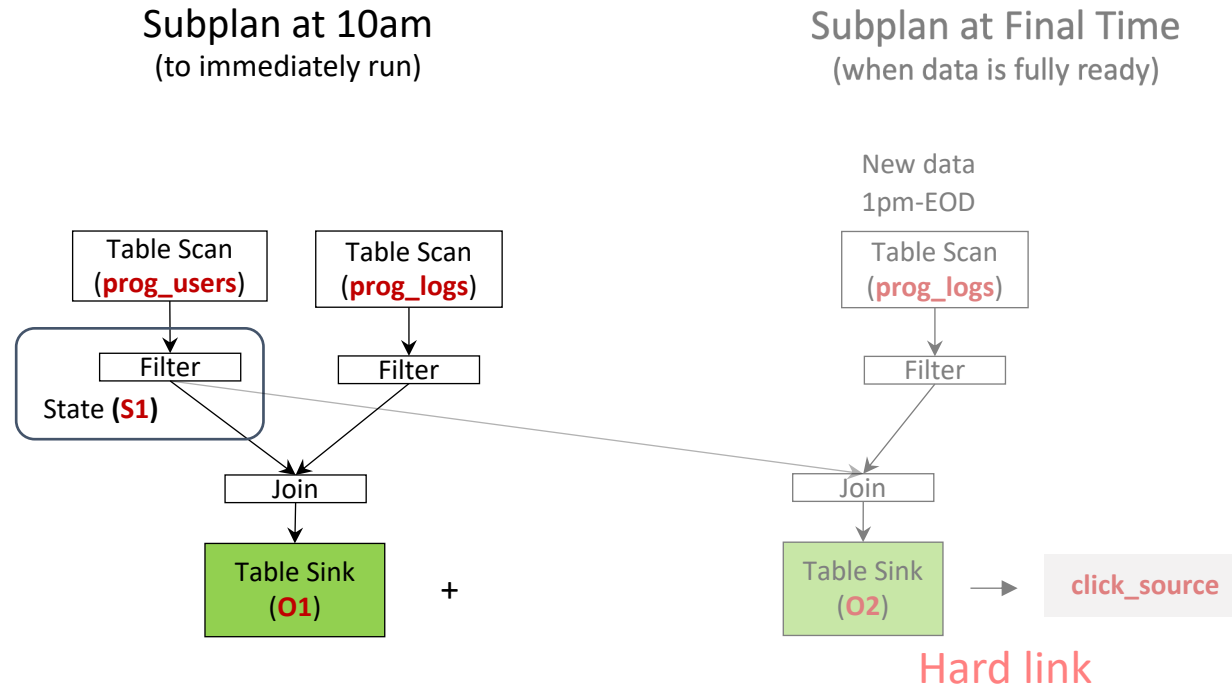 Subplan at 10am
(to immediately run)
Subplan at Final Time
(when data is fully ready)
New data
1pm-EOD
Table Scan
(prog_users)
Table Scan
(prog_logs)
Table Scan
(prog_logs)
Filter
Filter
Filter
State (S1)
Join
Join
Table Sink
(O1)
+
Table Sink
(O2)
click_source
Hard link